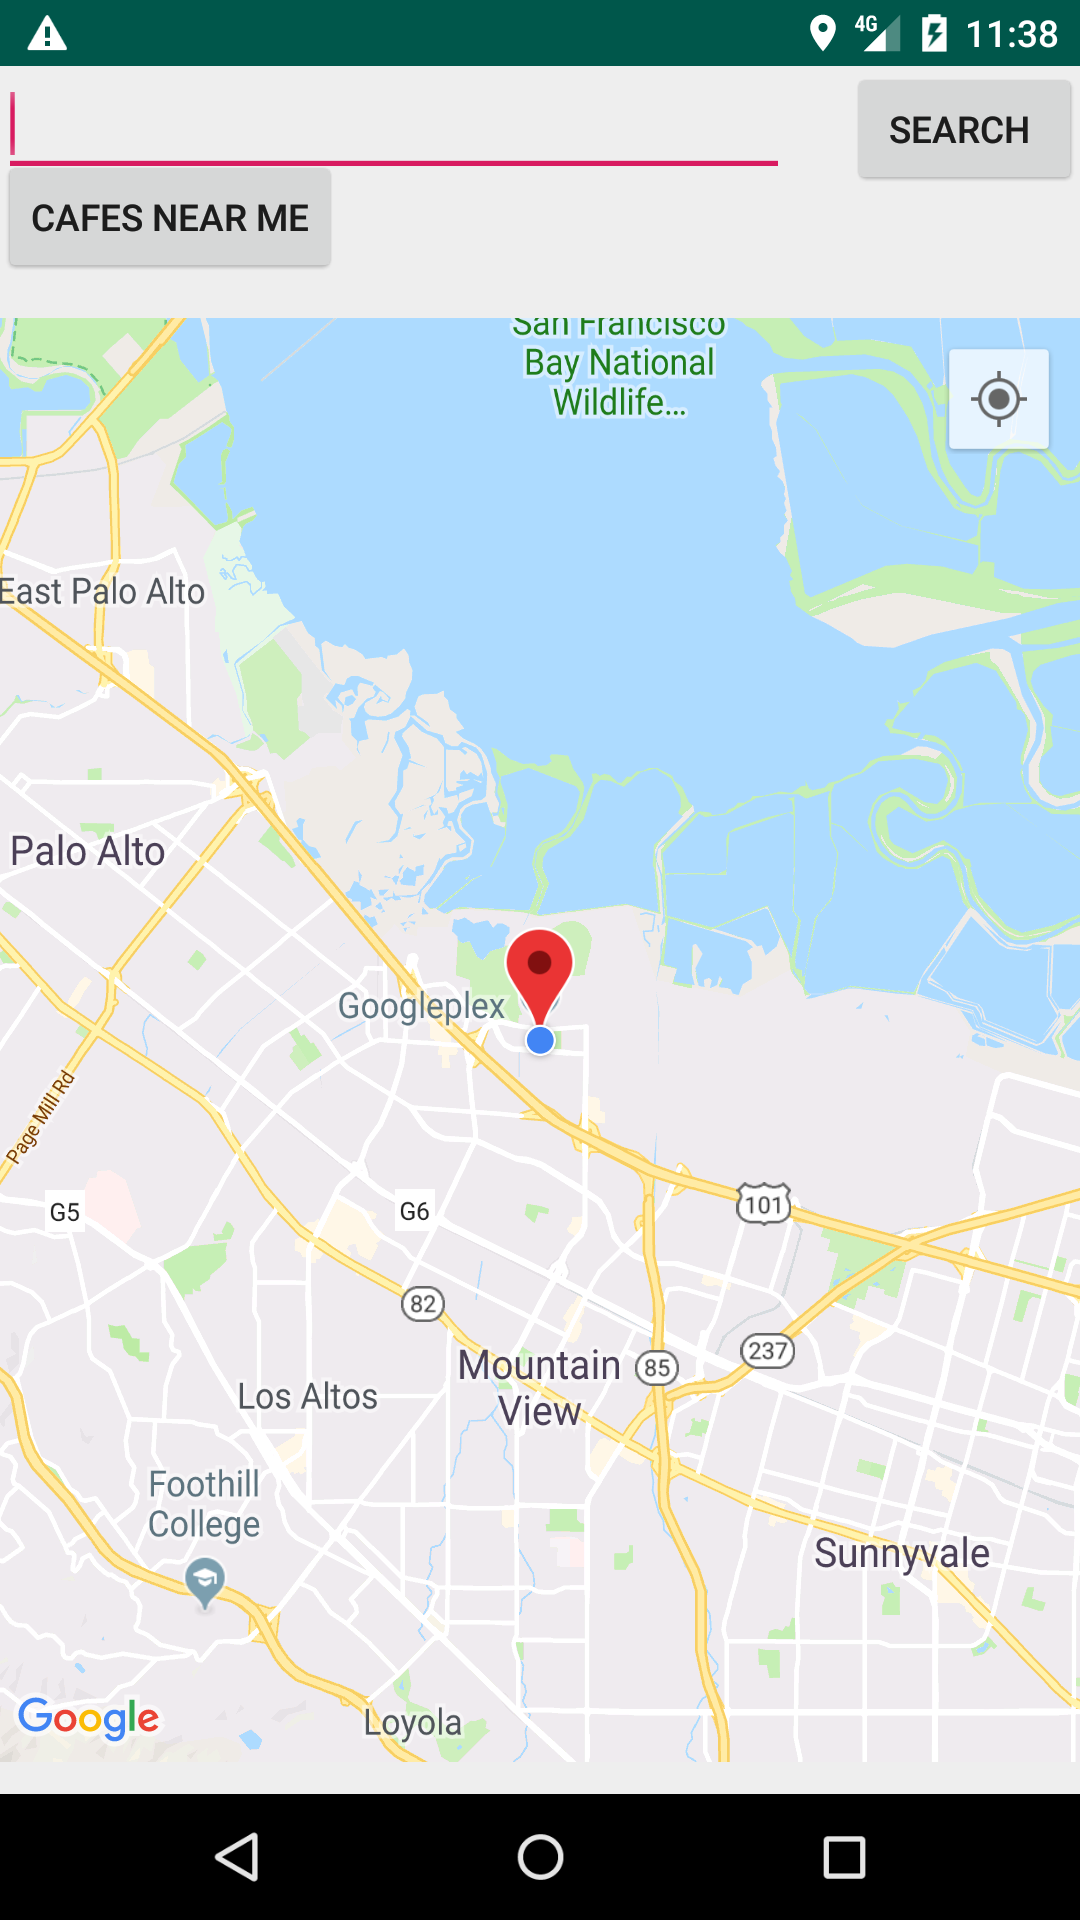 4G 11:38
SEARCH
CAFES NEAR ME
San Francisco
Bay National
Wildlife...
East Palo Alto
Palo Alto
Googleplex
Page Mill Rd
101
G5
G6
82
237
Mountain
View
85
Los Altos
Foothill
College
Sunnyvale
Google
Loyola